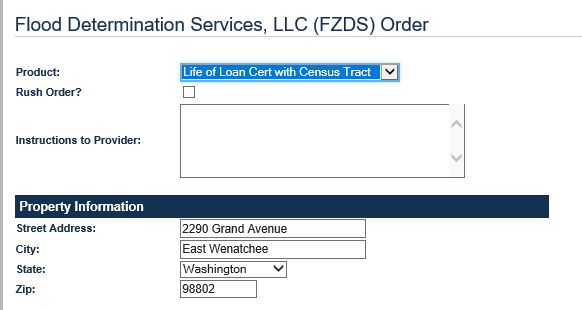 Flood Determination Services, LLC (FZDS) Order
Product: Life of Loan Cert with Census Tract
Rush Order?
Instructions to Provider:
Property Information
Street Address: 2290 Grand Avenue
City: East Wenatchee
State: Washington
Zip: 98802